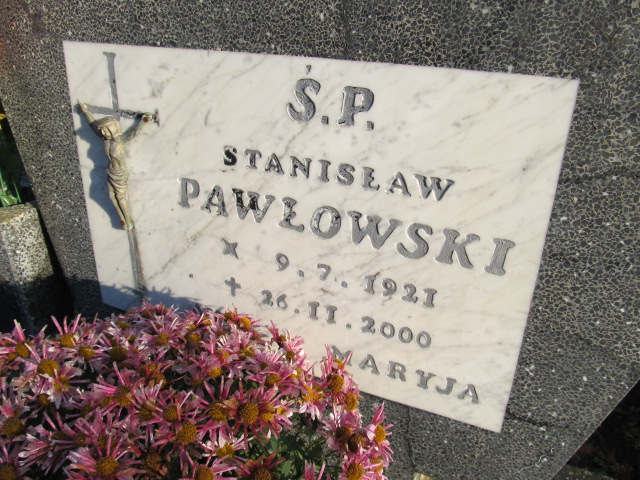 Ś.P.
STANISŁAW
PAWŁOWSKI
9.7.1921
26.11.2000
MARYJA